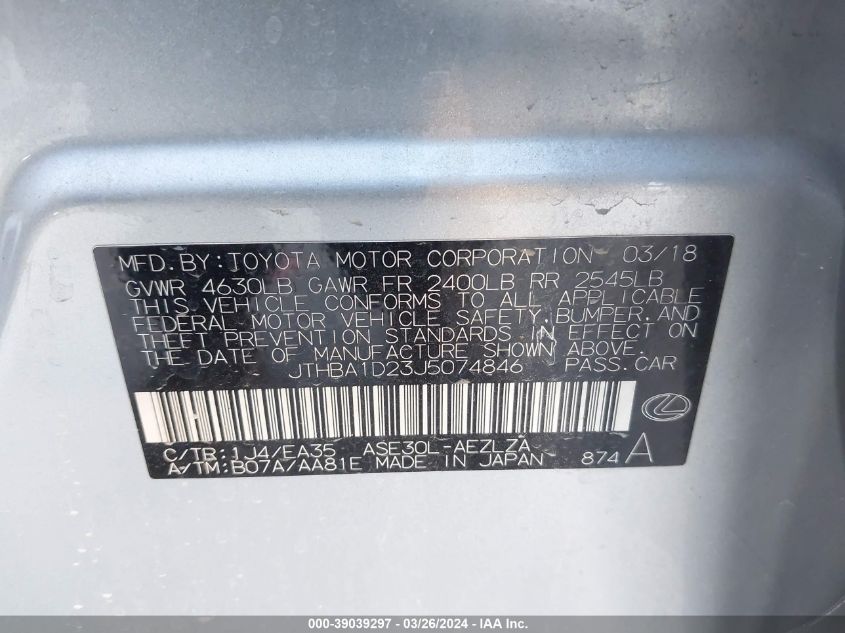 MFD. BY: TOYOTA MOTOR CORPORATION 03/18
GVWR 4630LB GAWR FR 2400LB RR 2545LB
THIS VEHICLE CONFORMS TO ALL APPLICABLE
FEDERAL MOTOR VEHICLE SAFETY, BUMPER, AND
THEFT PREVENTION STANDARDS IN EFFECT ON
THE DATE OF MANUFACTURE SHOWN ABOVE.
JTHBA1D23J5074846 PASS. CAR
C/TR: 1J4/EA35 ASE30L-AEZLZA
A/TM: B07A/AA81E MADE IN JAPAN 874 A
000-39039297 - 03/26/2024 - IAA Inc.